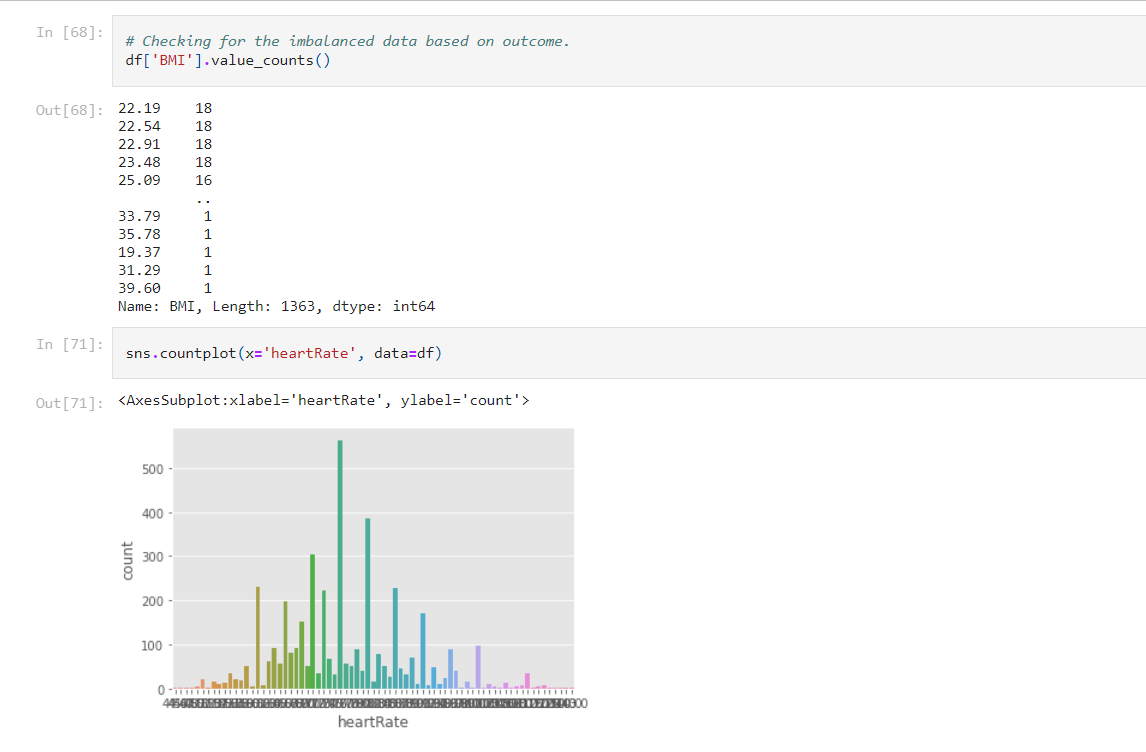 In [68]:
# Checking for the imbalanced data based on outcome.
df['BMI'].value_counts()
Out[68]:
22.19 18
22.54 18
22.91 18
23.48 18
25.09 16
..
33.79 1
35.78 1
19.37 1
31.29 1
39.60 1
Name: BMI, Length: 1363, dtype: int64
In [71]:
sns.countplot(x='heartRate', data=df)
Out[71]:
<AxesSubplot:xlabel='heartRate', ylabel='count'>
500
400
300
200
100
0
count
heartRate